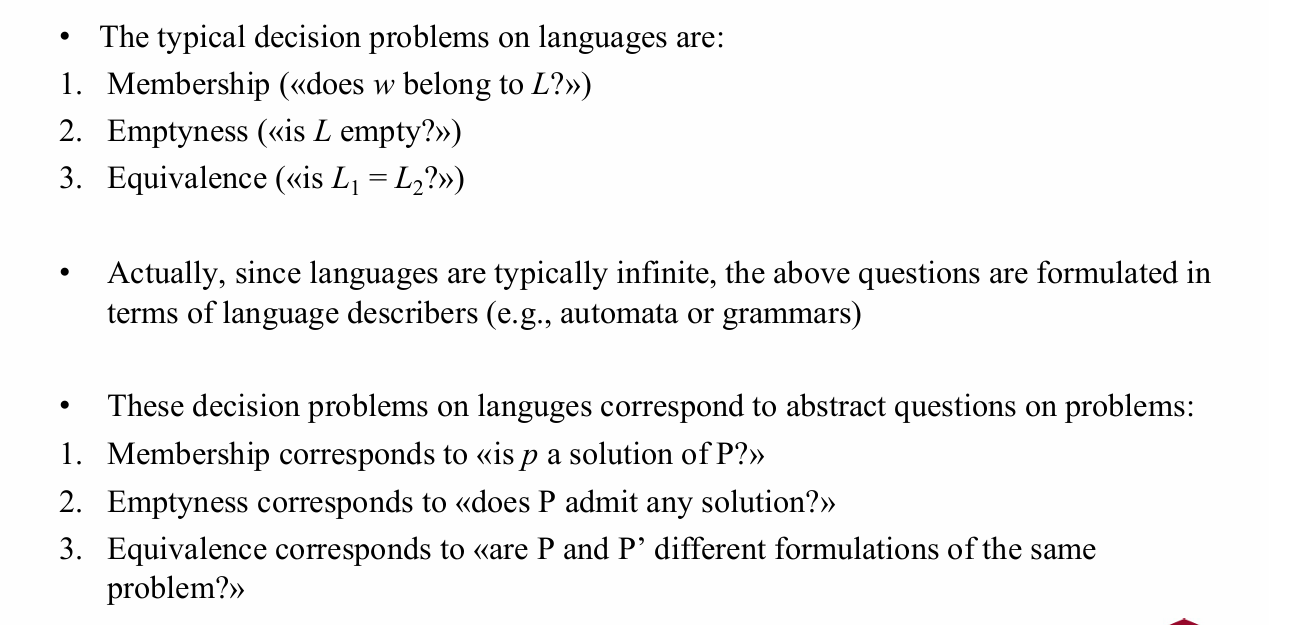 • The typical decision problems on languages are:
1. Membership («does w belong to L?»)
2. Emptyness («is L empty?»)
3. Equivalence («is L₁ = L₂?»)
• Actually, since languages are typically infinite, the above questions are formulated in
terms of language describers (e.g., automata or grammars)
• These decision problems on languges correspond to abstract questions on problems:
1. Membership corresponds to «is p a solution of P?»
2. Emptyness corresponds to «does P admit any solution?»
3. Equivalence corresponds to «are P and P’ different formulations of the same
problem?»